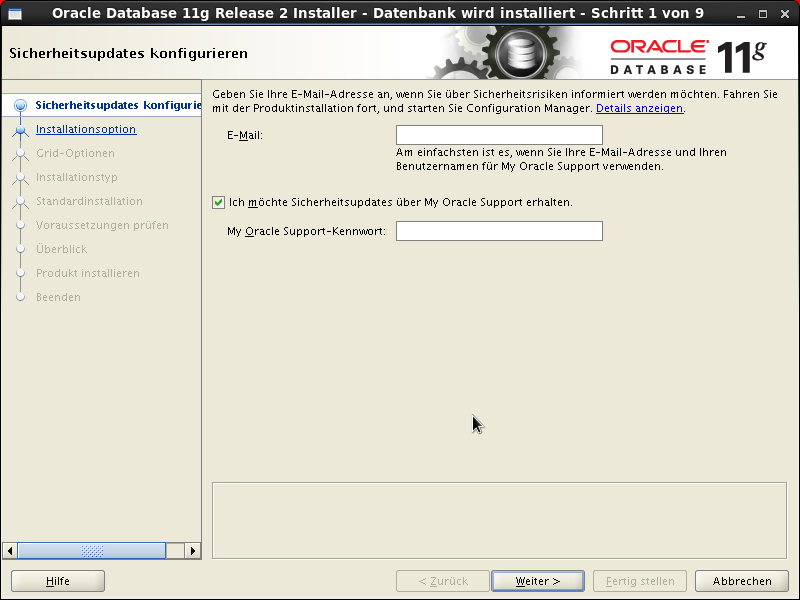 Oracle Database 11g Release 2 Installer - Datenbank wird installiert - Schritt 1 von 9
Sicherheitsupdates konfigurieren
ORACLE
DATABASE
11g
Sicherheitsupdates konfigurie
Installationsoption
Grid-Optionen
Installationstyp
Standardinstallation
Voraussetzungen prüfen
Überblick
Produkt installieren
Beenden
Geben Sie Ihre E-Mail-Adresse an, wenn Sie über Sicherheitsrisiken informiert werden möchten. Fahren Sie
mit der Produktinstallation fort, und starten Sie Configuration Manager. Details anzeigen.
E-Mail:
Am einfachsten ist es, wenn Sie Ihre E-Mail-Adresse und Ihren
Benutzernamen für My Oracle Support verwenden.
Ich möchte Sicherheitsupdates über My Oracle Support erhalten.
My Oracle Support-Kennwort:
Hilfe
< Zurück
Weiter >
Fertig stellen
Abbrechen